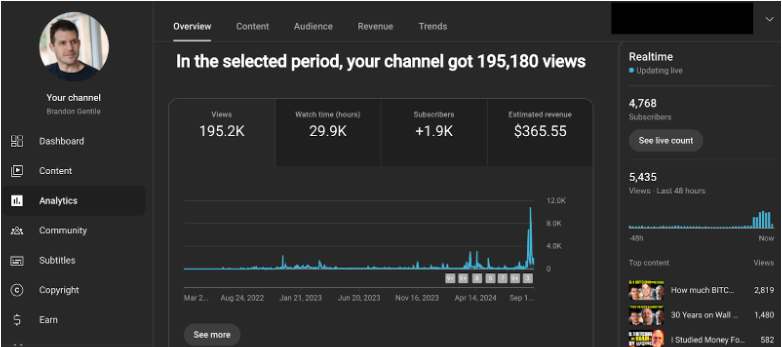 Overview
Content
Audience
Revenue
Trends
In the selected period, your channel got 195,180 views
Your channel
Brandon Gentile
Dashboard
Content
Analytics
Community
Subtitles
Copyright
Earn
Views
195.2K
Watch time (hours)
29.9K
Subscribers
+1.9K
Estimated revenue
$365.55
12.0K
8.0K
4.0K
0
Mar 2...
Aug 24, 2022
Jan 21, 2023
Jun 20, 2023
Nov 16, 2023
Apr 14, 2024
Sep 1...
See more
Realtime
Updating live
4,768
Subscribers
See live count
5,435
Views · Last 48 hours
-48h
Now
Top content
Views
How much BITC...
2,819
30 Years on Wall ...
1,480
I Studied Money Fo...
582